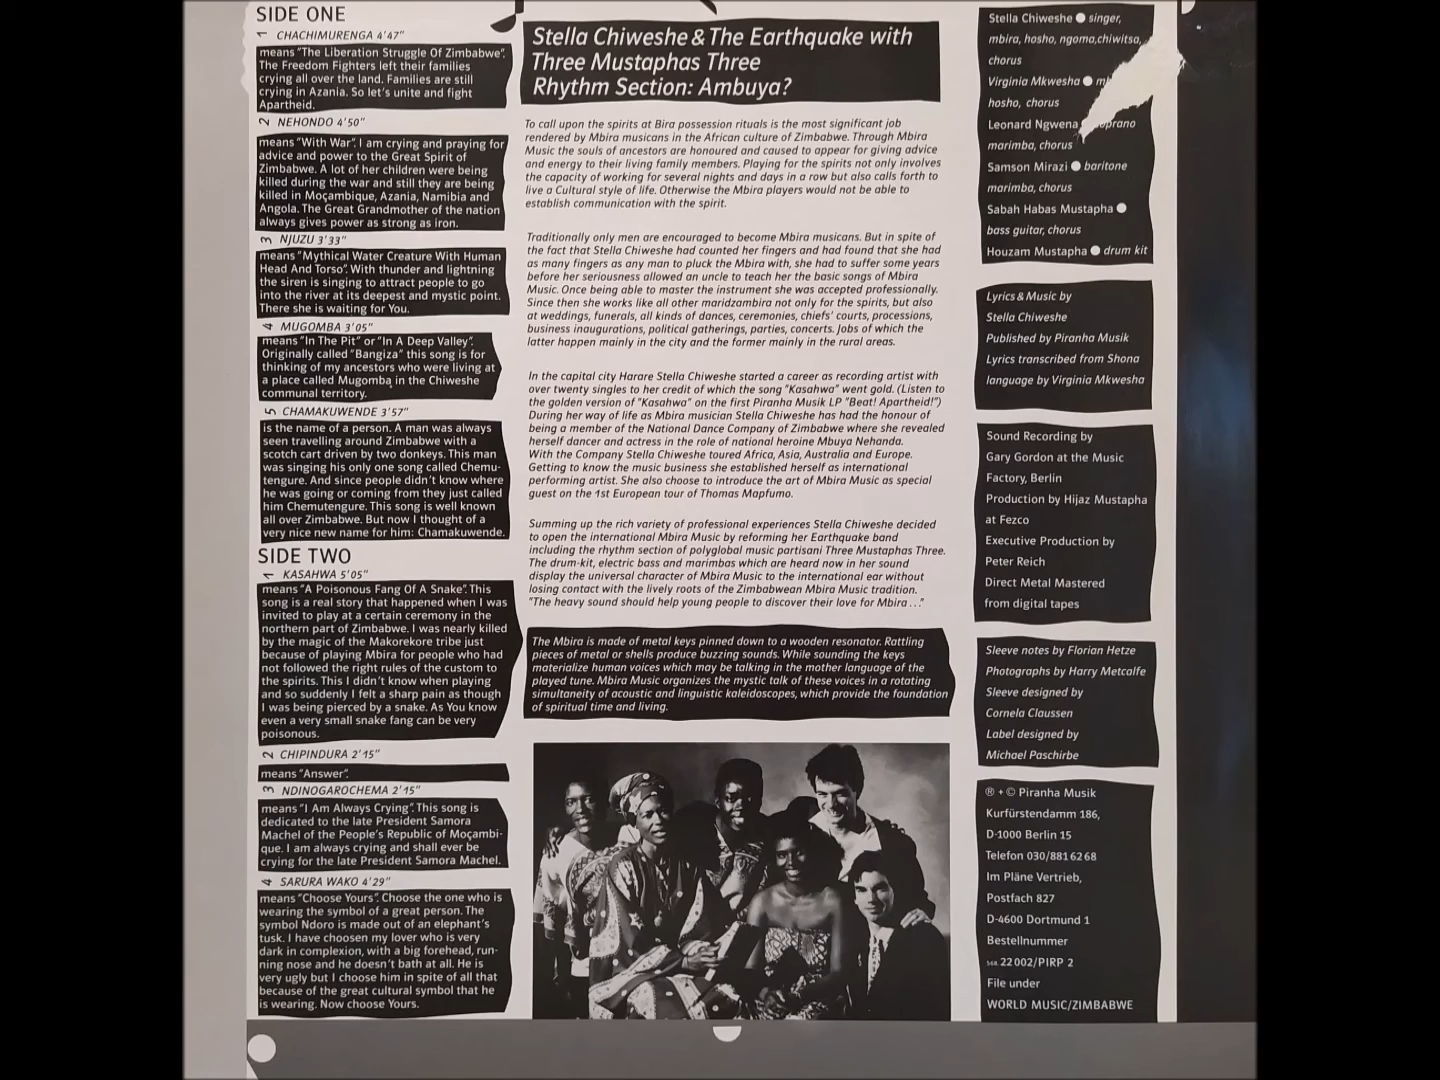 SIDE ONE
1 CHACHIMURENGA 4'47"
means "The Liberation Struggle Of Zimbabwe".
The Freedom Fighters left their families
crying all over the land. Families are still
crying in Azania. So let's unite and fight
Apartheid.
2 NEHONDO 4'50"
means "With War". I am crying and praying for
advice and power to the Great Spirit of
Zimbabwe. A lot of her children were being
killed during the war and still they are being
killed in Moçambique, Azania, Namibia and
Angola. The Great Grandmother of the nation
always gives power as strong as iron.
3 NJUZU 3'33"
means "Mythical Water Creature With Human
Head And Torso". With thunder and lightning
the siren is singing to attract people to go
into the river at its deepest and mystic point.
There she is waiting for You.
4 MUGOMBA 3'05"
means "In The Pit" or "In A Deep Valley".
Originally called "Bangiza" this song is for
thinking of my ancestors who were living at
a place called Mugomba in the Chiweshe
communal territory.
5 CHAMAKUWENDE 3'57"
is the name of a person. A man was always
seen travelling around Zimbabwe with a
scotch cart driven by two donkeys. This man
was singing his only one song called Chemu-
tengure. And since people didn't know where
he was going or coming from they just called
him Chemutengure. This song is well known
all over Zimbabwe. But now I thought of a
very nice new name for him: Chamakuwende.
SIDE TWO
1 KASAHWA 5'05"
means "A Poisonous Fang Of A Snake". This
song is a real story that happened when I was
invited to play at a certain ceremony in the
northern part of Zimbabwe. I was nearly killed
by the magic of the Makorekore tribe just
because of playing Mbira for people who had
not followed the right rules of the custom to
the spirits. This I didn't know when playing
and so suddenly I felt a sharp pain as though
I was being pierced by a snake. As You know
even a very small snake fang can be very
poisonous.
2 CHIPINDURA 2'15"
means "Answer".
3 NDINOGAROCHEMA 2'15"
means "I Am Always Crying". This song is
dedicated to the late President Samora
Machel of the People's Republic of Moçambi-
que. I am always crying and shall ever be
crying for the late President Samora Machel.
4 SARURA WAKO 4'29"
means "Choose Yours". Choose the one who is
wearing the symbol of a great person. The
symbol Ndoro is made out of an elephant's
tusk. I have choosen my lover who is very
dark in complexion, with a big forehead, run-
ning nose and he doesn't bath at all. He is
very ugly but I choose him in spite of all that
because of the great cultural symbol that he
is wearing. Now choose Yours.
Stella Chiweshe & The Earthquake with
Three Mustaphas Three
Rhythm Section: Ambuya?
To call upon the spirits at Bira possession rituals is the most significant job
rendered by Mbira musicans in the African culture of Zimbabwe. Through Mbira
Music the souls of ancestors are honoured and caused to appear for giving advice
and energy to their living family members. Playing for the spirits not only involves
the capacity of working for several nights and days in a row but also calls forth to
live a Cultural style of life. Otherwise the Mbira players would not be able to
establish communication with the spirit.
Traditionally only men are encouraged to become Mbira musicans. But in spite of
the fact that Stella Chiweshe had counted her fingers and had found that she had
as many fingers as any man to pluck the Mbira with, she had to suffer some years
before her seriousness allowed an uncle to teach her the basic songs of Mbira
Music. Once being able to master the instrument she was accepted professionally.
Since then she works like all other maridzambira not only for the spirits, but also
at weddings, funerals, all kinds of dances, ceremonies, chiefs' courts, processions,
business inaugurations, political gatherings, parties, concerts. Jobs of which the
latter happen mainly in the city and the former mainly in the rural areas.
In the capital city Harare Stella Chiweshe started a career as recording artist with
over twenty singles to her credit of which the song "Kasahwa" went gold. (Listen to
the golden version of "Kasahwa" on the first Piranha Musik LP "Beat! Apartheid!")
During her way of life as Mbira musician Stella Chiweshe has had the honour of
being a member of the National Dance Company of Zimbabwe where she revealed
herself dancer and actress in the role of national heroine Mbuya Nehanda.
With the Company Stella Chiweshe toured Africa, Asia, Australia and Europe.
Getting to know the music business she established herself as international
performing artist. She also choose to introduce the art of Mbira Music as special
guest on the 1st European tour of Thomas Mapfumo.
Summing up the rich variety of professional experiences Stella Chiweshe decided
to open the international Mbira Music by reforming her Earthquake band
including the rhythm section of polyglobal music partisani Three Mustaphas Three.
The drum-kit, electric bass and marimbas which are heard now in her sound
display the universal character of Mbira Music to the international ear without
losing contact with the lively roots of the Zimbabwean Mbira Music tradition.
"The heavy sound should help young people to discover their love for Mbira ..."
The Mbira is made of metal keys pinned down to a wooden resonator. Rattling
pieces of metal or shells produce buzzing sounds. While sounding the keys
materialize human voices which may be talking in the mother language of the
played tune. Mbira Music organizes the mystic talk of these voices in a rotating
simultaneity of acoustic and linguistic kaleidoscopes, which provide the foundation
of spiritual time and living.
Stella Chiweshe ● singer,
mbira, hosho, ngoma, chiwitsa,
chorus
Virginia Mkwesha ●
hosho, chorus
Leonard Ngwena
marimba, chorus
Samson Mirazi ● baritone
marimba, chorus
Sabah Habas Mustapha ●
bass guitar, chorus
Houzam Mustapha ● drum kit
Lyrics & Music by
Stella Chiweshe
Published by Piranha Musik
Lyrics transcribed from Shona
language by Virginia Mkwesha
Sound Recording by
Gary Gordon at the Music
Factory, Berlin
Production by Hijaz Mustapha
at Fezco
Executive Production by
Peter Reich
Direct Metal Mastered
from digital tapes
Sleeve notes by Florian Hetze
Photographs by Harry Metcalfe
Sleeve designed by
Cornela Claussen
Label designed by
Michael Paschirbe
® + © Piranha Musik
Kurfürstendamm 186,
D-1000 Berlin 15
Telefon 030/8816268
Im Pläne Vertrieb,
Postfach 827
D-4600 Dortmund 1
Bestellnummer
22002/PIRP 2
File under
WORLD MUSIC/ZIMBABWE